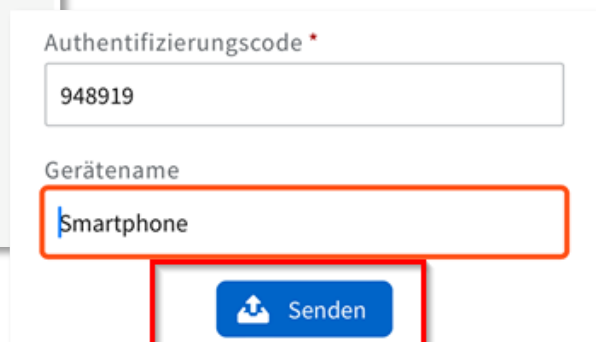 Authentifizierungscode *
948919
Gerätename
Smartphone
Senden